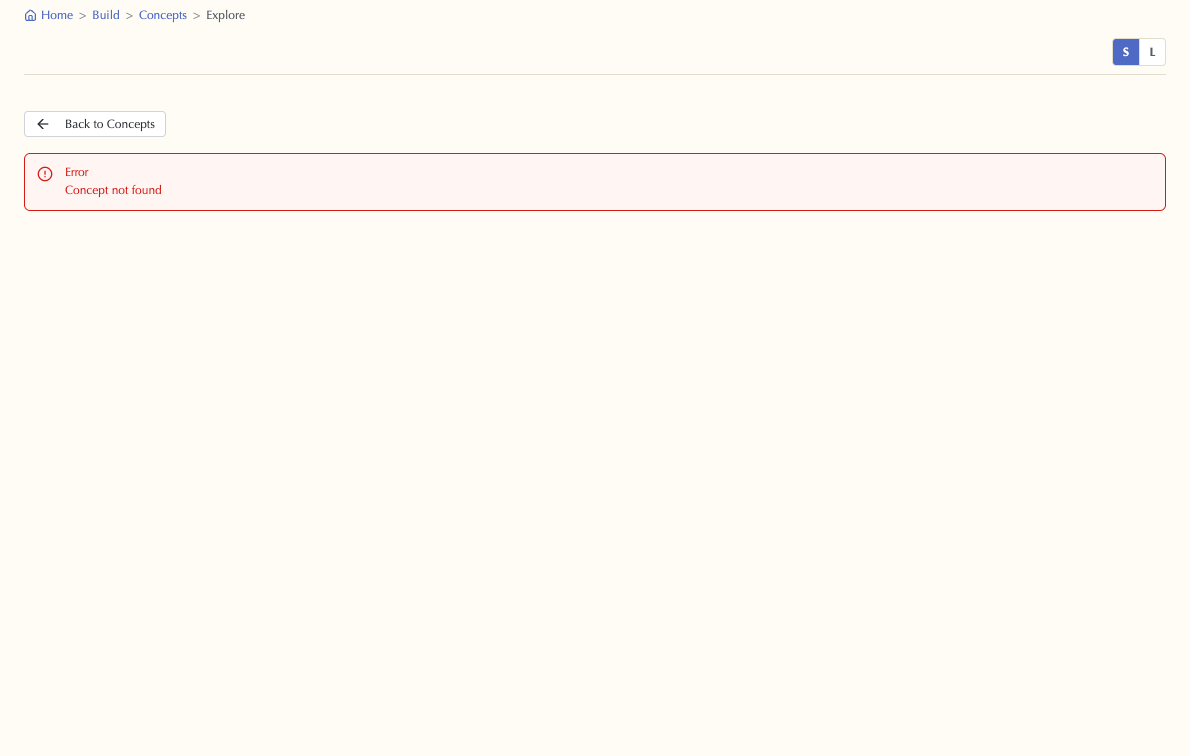 Home > Build > Concepts > Explore
S L
Back to Concepts
Error
Concept not found